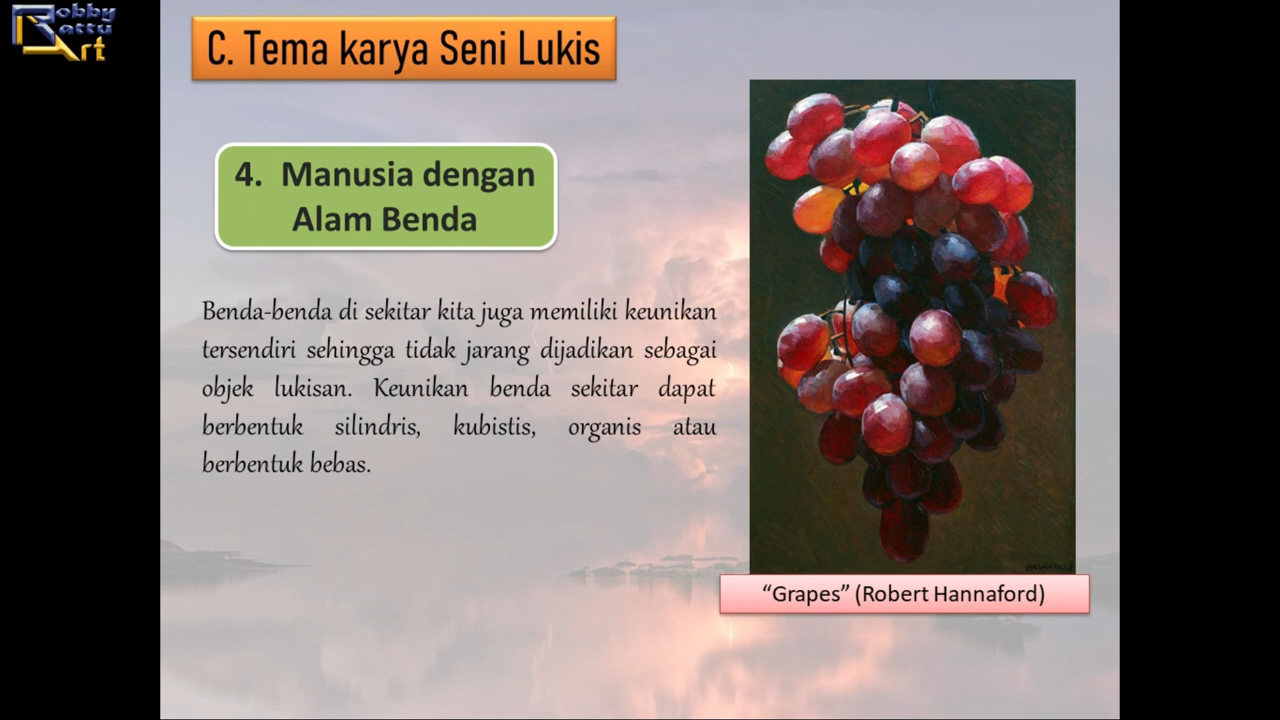 Robby
Rattu
Art
C. Tema karya Seni Lukis
4. Manusia dengan
Alam Benda
Benda-benda di sekitar kita juga memiliki keunikan
tersendiri sehingga tidak jarang dijadikan sebagai
objek lukisan. Keunikan benda sekitar dapat
berbentuk silindris, kubistis, organis atau
berbentuk bebas.
“Grapes” (Robert Hannaford)